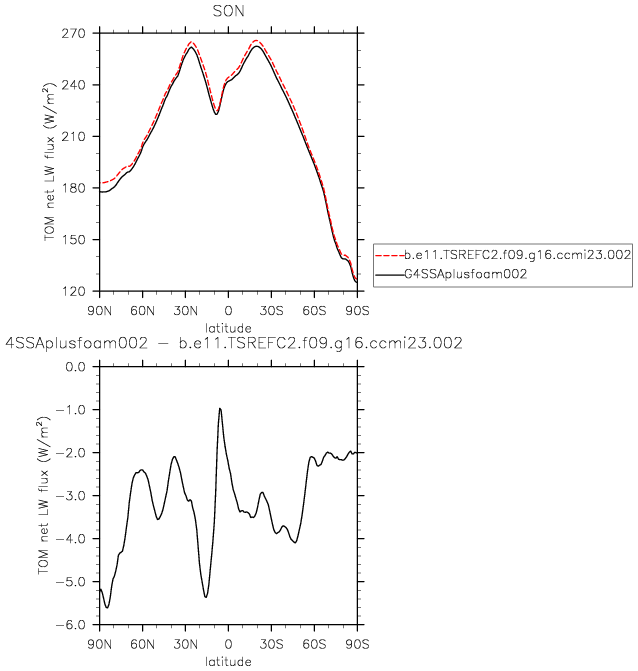 SON
TOM net LW flux (W/m²)
270
240
210
180
150
120
90N 60N 30N 0 30S 60S 90S
latitude
b.e11.TSREFC2.f09.g16.ccmi23.002
G4SSAplusfoam002
4SSAplusfoam002 − b.e11.TSREFC2.f09.g16.ccmi23.002
TOM net LW flux (W/m²)
0.0
−1.0
−2.0
−3.0
−4.0
−5.0
−6.0
90N 60N 30N 0 30S 60S 90S
latitude